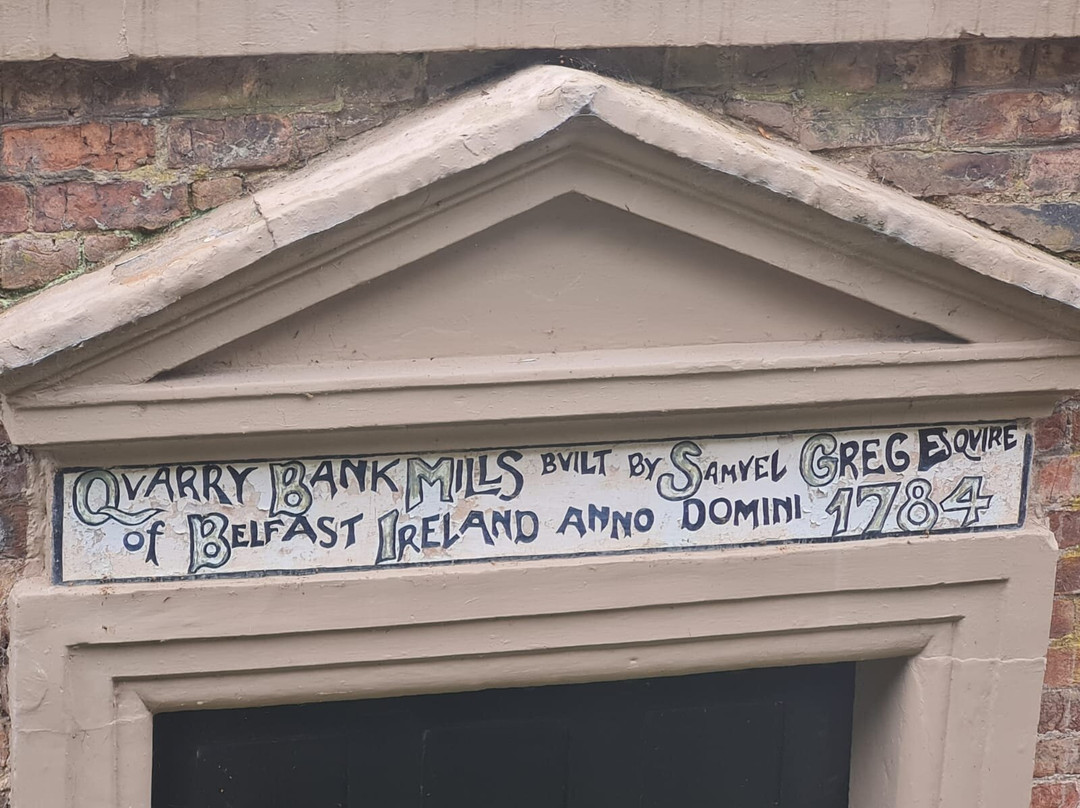 QVARRY BANK MILLS BVILT BY SAMVEL GREG ESQVIRE
of BELFAST IRELAND ANNO DOMINI 1784